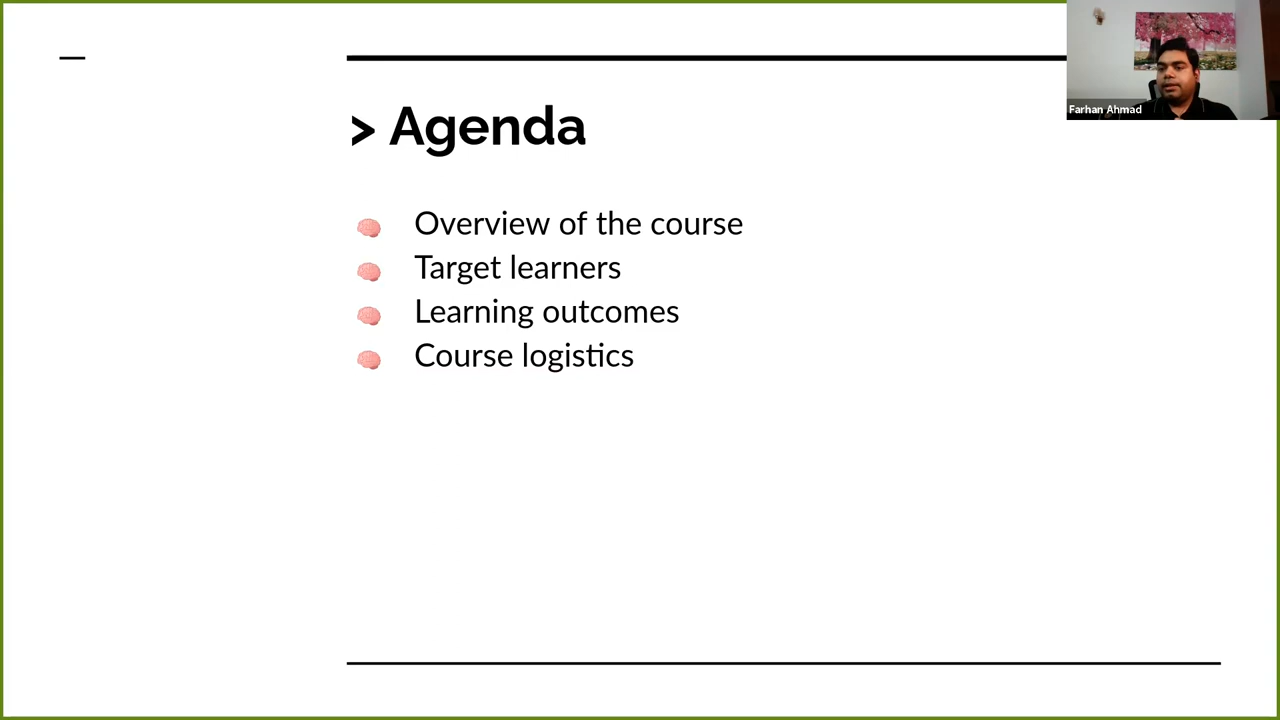 > Agenda
Overview of the course
Target learners
Learning outcomes
Course logistics
Farhan Ahmad